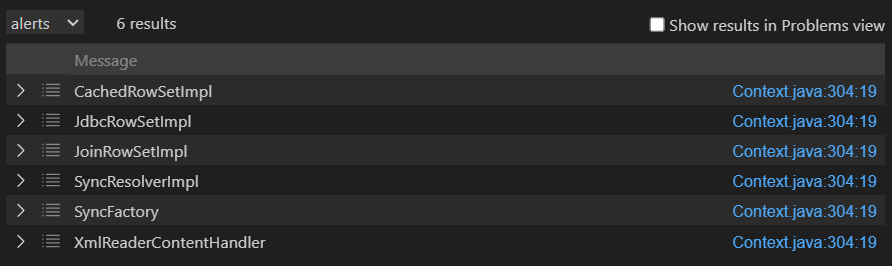 alerts 6 results Show results in Problems view
Message
CachedRowSetImpl Context.java:304:19
JdbcRowSetImpl Context.java:304:19
JoinRowSetImpl Context.java:304:19
SyncResolverImpl Context.java:304:19
SyncFactory Context.java:304:19
XmlReaderContentHandler Context.java:304:19